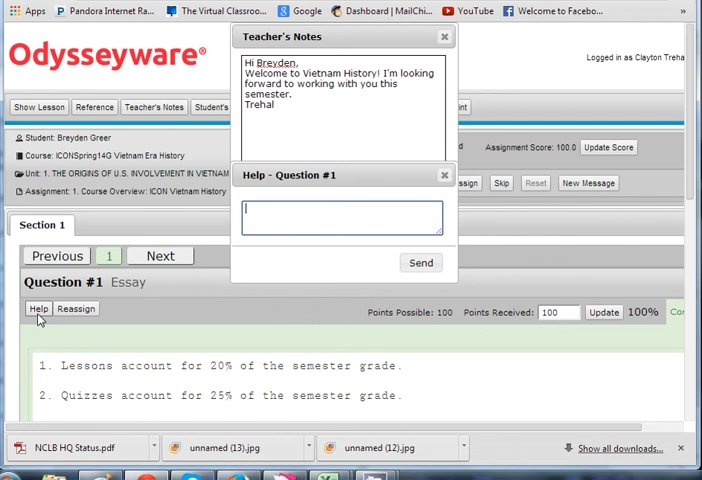 Apps Pandora Internet Ra... The Virtual Classroo... Google Dashboard | MailChi... YouTube Welcome to Facebo... »
Odysseyware®
Logged in as Clayton Treha
Show Lesson Reference Teacher's Notes Student's
Teacher's Notes
Hi Breyden,
Welcome to Vietnam History! I'm looking
forward to working with you this
semester.
Trehal
Student: Breyden Greer
Course: ICONSpring14G Vietnam Era History
Unit: 1. THE ORIGINS OF U.S. INVOLVEMENT IN VIETNAM
Assignment: 1. Course Overview: ICON Vietnam History
Assignment Score: 100.0 Update Score
Skip Reset New Message
Help - Question #1
Send
Section 1
Previous 1 Next
Question #1 Essay
Help Reassign
Points Possible: 100 Points Received: 100 Update 100%
1. Lessons account for 20% of the semester grade.
2. Quizzes account for 25% of the semester grade.
NCLB HQ Status.pdf unnamed (13).jpg unnamed (12).jpg Show all downloads...